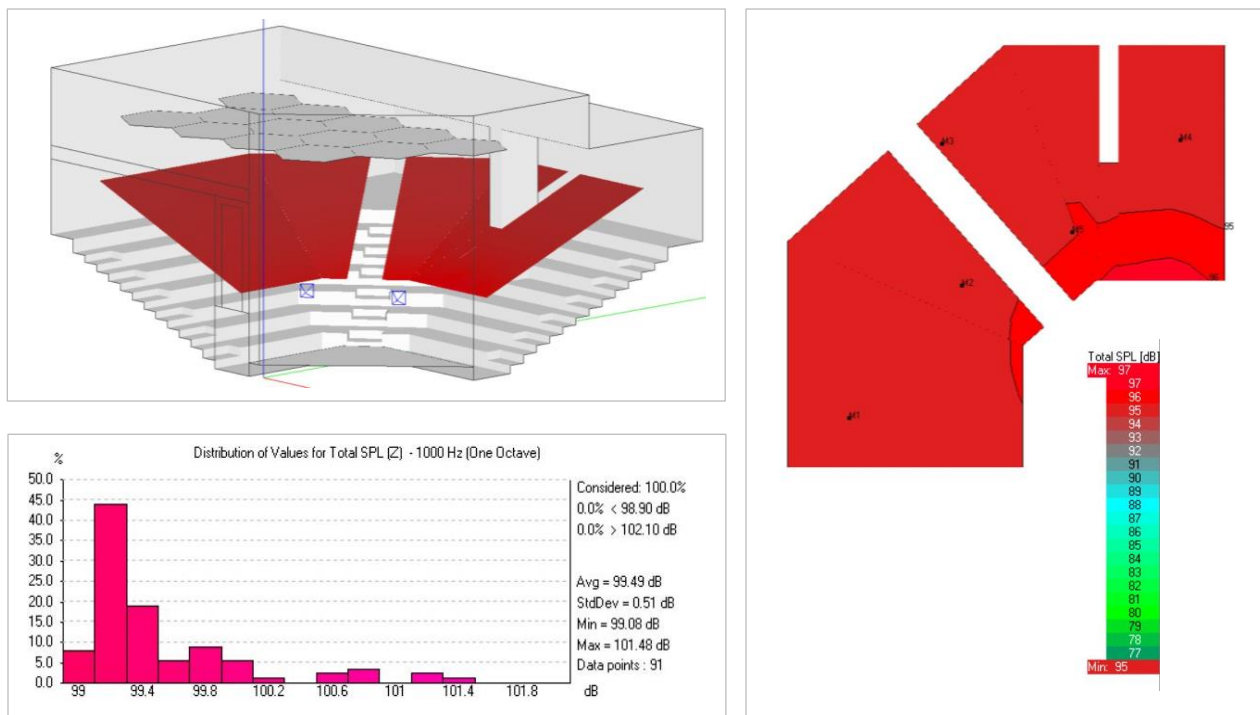 M3
M4
M5
95
M2
96
M1
Total SPL [dB]
Max: 97
97
96
95
94
93
92
91
90
89
88
87
86
85
84
83
82
81
80
79
78
77
Min: 95
Distribution of Values for Total SPL (Z) - 1000 Hz (One Octave)
%
50.0
45.0
40.0
35.0
30.0
25.0
20.0
15.0
10.0
5.0
0.0
99 99.4 99.8 100.2 100.6 101 101.4 101.8 dB
Considered: 100.0%
0.0% < 98.90 dB
0.0% > 102.10 dB
Avg = 99.49 dB
StdDev = 0.51 dB
Min = 99.08 dB
Max = 101.48 dB
Data points : 91